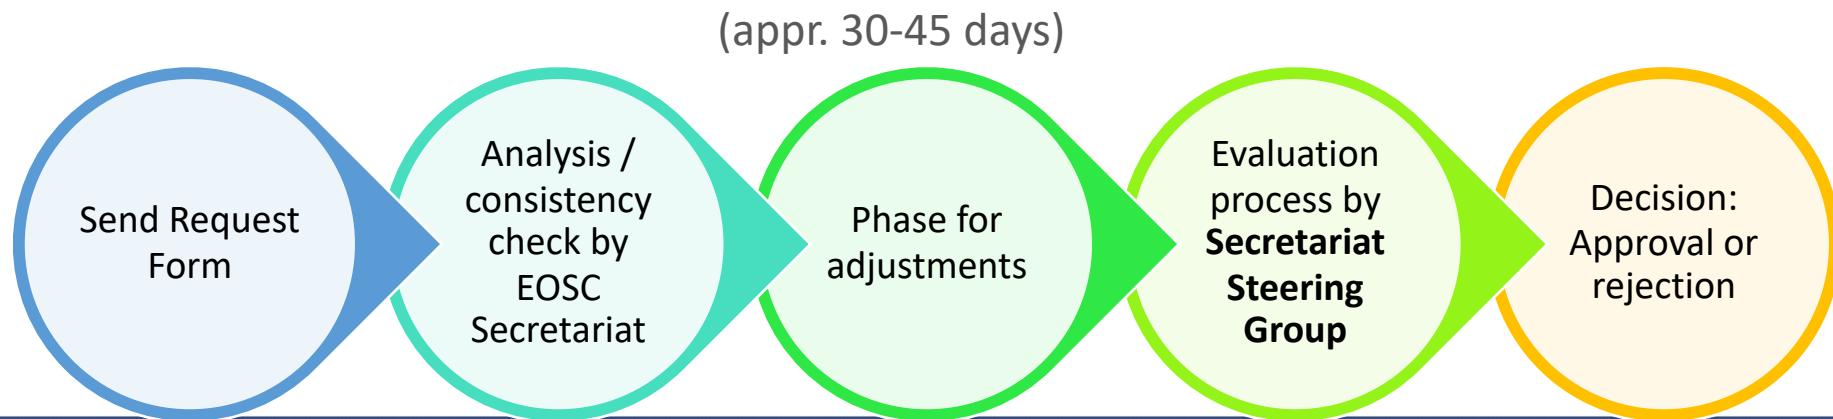 (appr. 30-45 days)
Send Request
Form
Analysis /
consistency
check by
EOSC
Secretariat
Phase for
adjustments
Evaluation
process by
Secretariat
Steering
Group
Decision:
Approval or
rejection